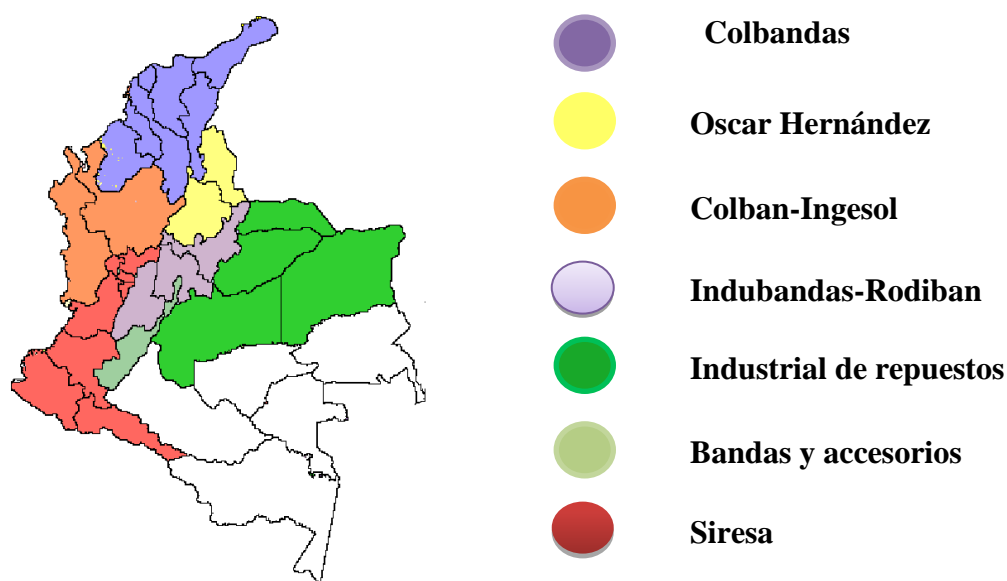 Colbandas
Oscar Hernández
Colban-Ingesol
Indubandas-Rodiban
Industrial de repuestos
Bandas y accesorios
Siresa